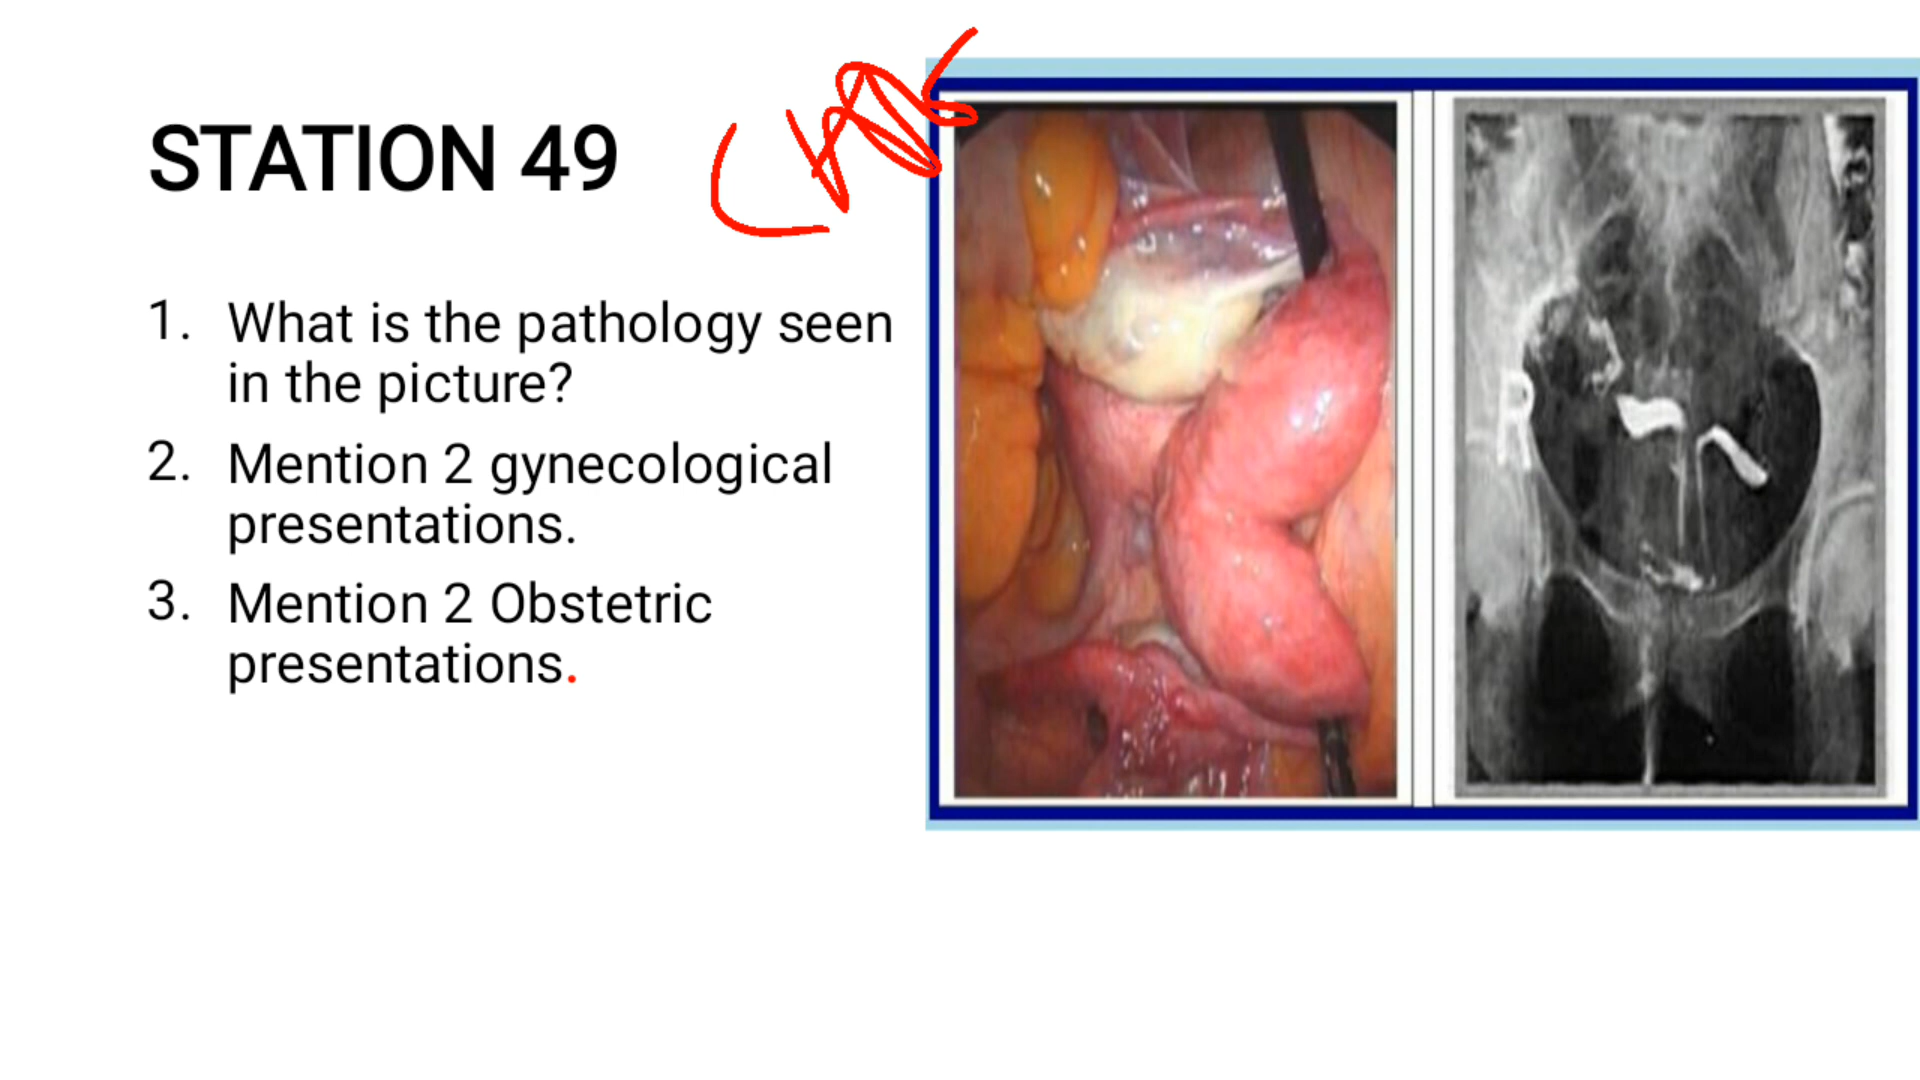 STATION 49
1. What is the pathology seen
in the picture?
2. Mention 2 gynecological
presentations.
3. Mention 2 Obstetric
presentations.
R